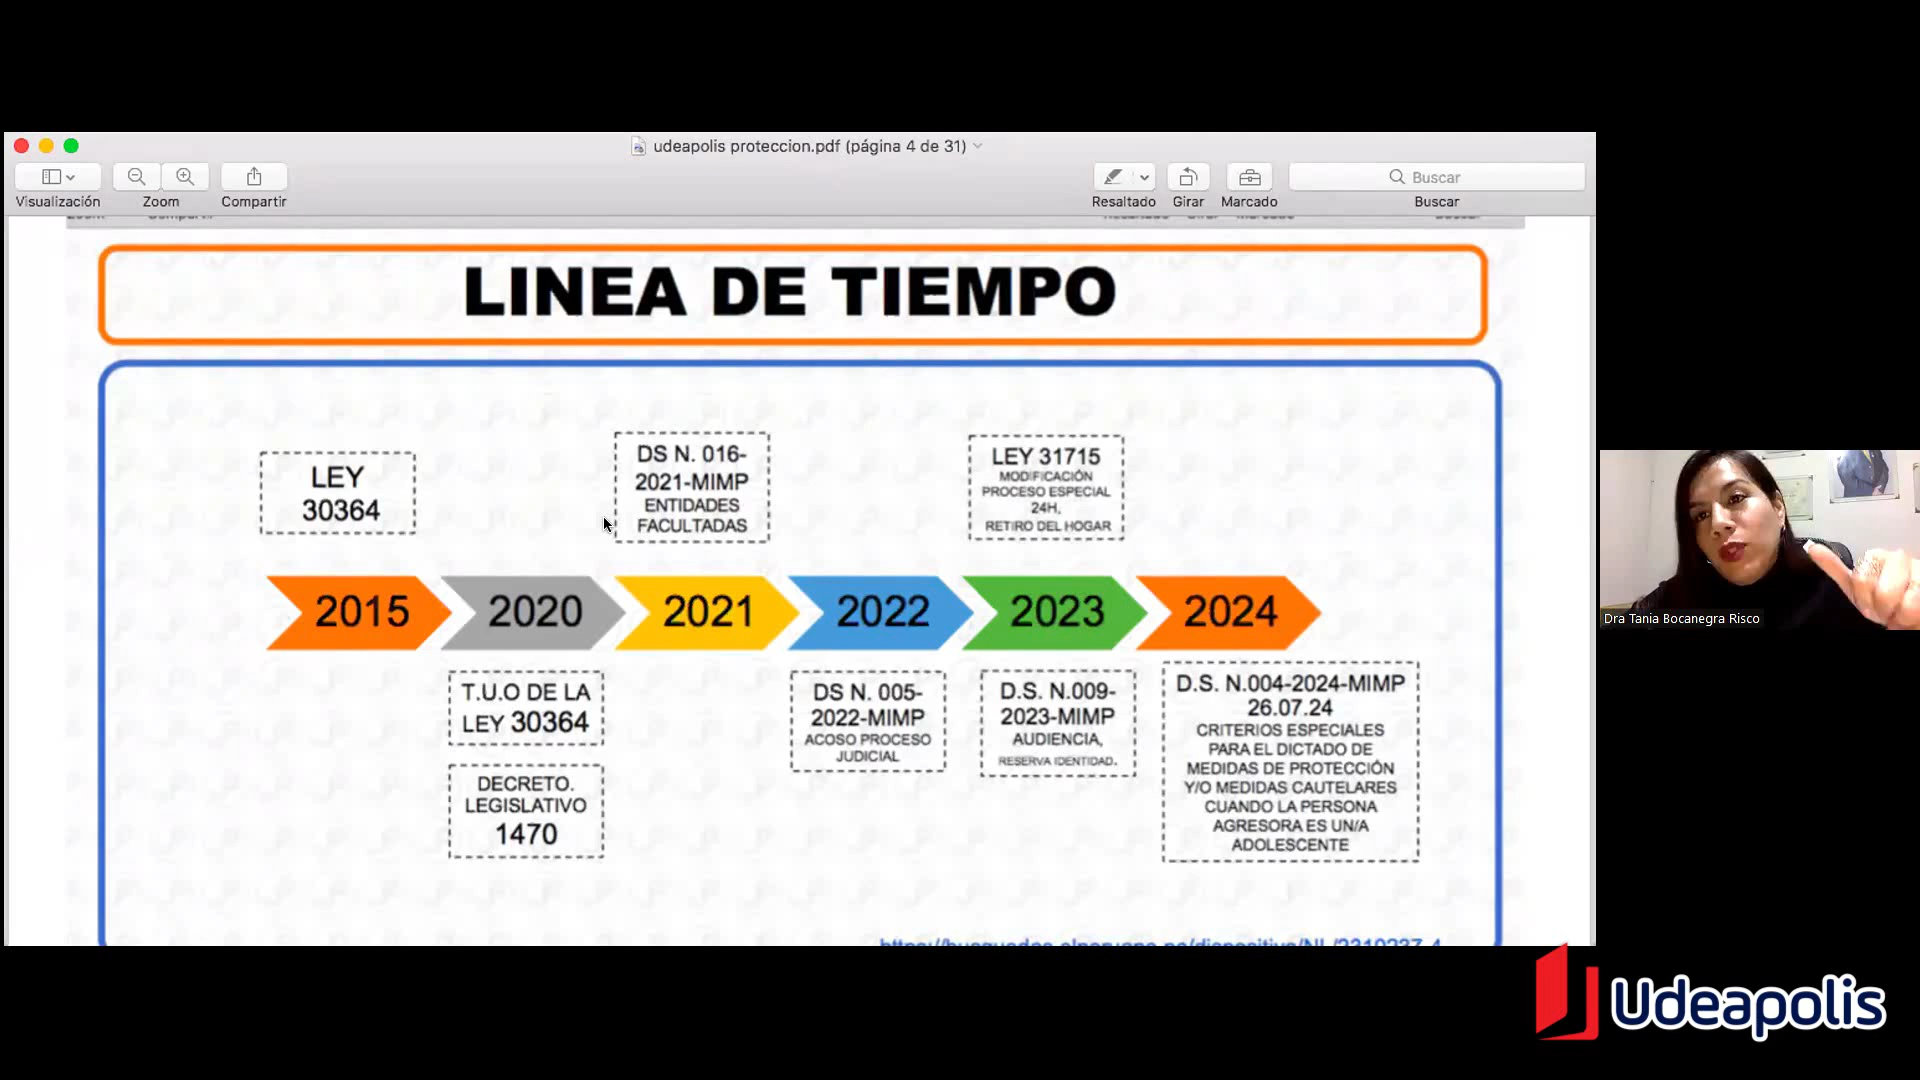 udeapolis proteccion.pdf (página 4 de 31)
Visualización
Zoom
Compartir
Resaltado
Girar
Marcado
Buscar
Buscar
LINEA DE TIEMPO
LEY
30364
DS N. 016-
2021-MIMP
ENTIDADES
FACULTADAS
LEY 31715
MODIFICACIÓN
PROCESO ESPECIAL
24H,
RETIRO DEL HOGAR
2015
2020
2021
2022
2023
2024
T.U.O DE LA
LEY 30364
DECRETO.
LEGISLATIVO
1470
DS N. 005-
2022-MIMP
ACOSO PROCESO
JUDICIAL
D.S. N.009-
2023-MIMP
AUDIENCIA,
RESERVA IDENTIDAD.
D.S. N.004-2024-MIMP
26.07.24
CRITERIOS ESPECIALES
PARA EL DICTADO DE
MEDIDAS DE PROTECCIÓN
Y/O MEDIDAS CAUTELARES
CUANDO LA PERSONA
AGRESORA ES UN/A
ADOLESCENTE
Dra Tania Bocanegra Risco
Udeapolis